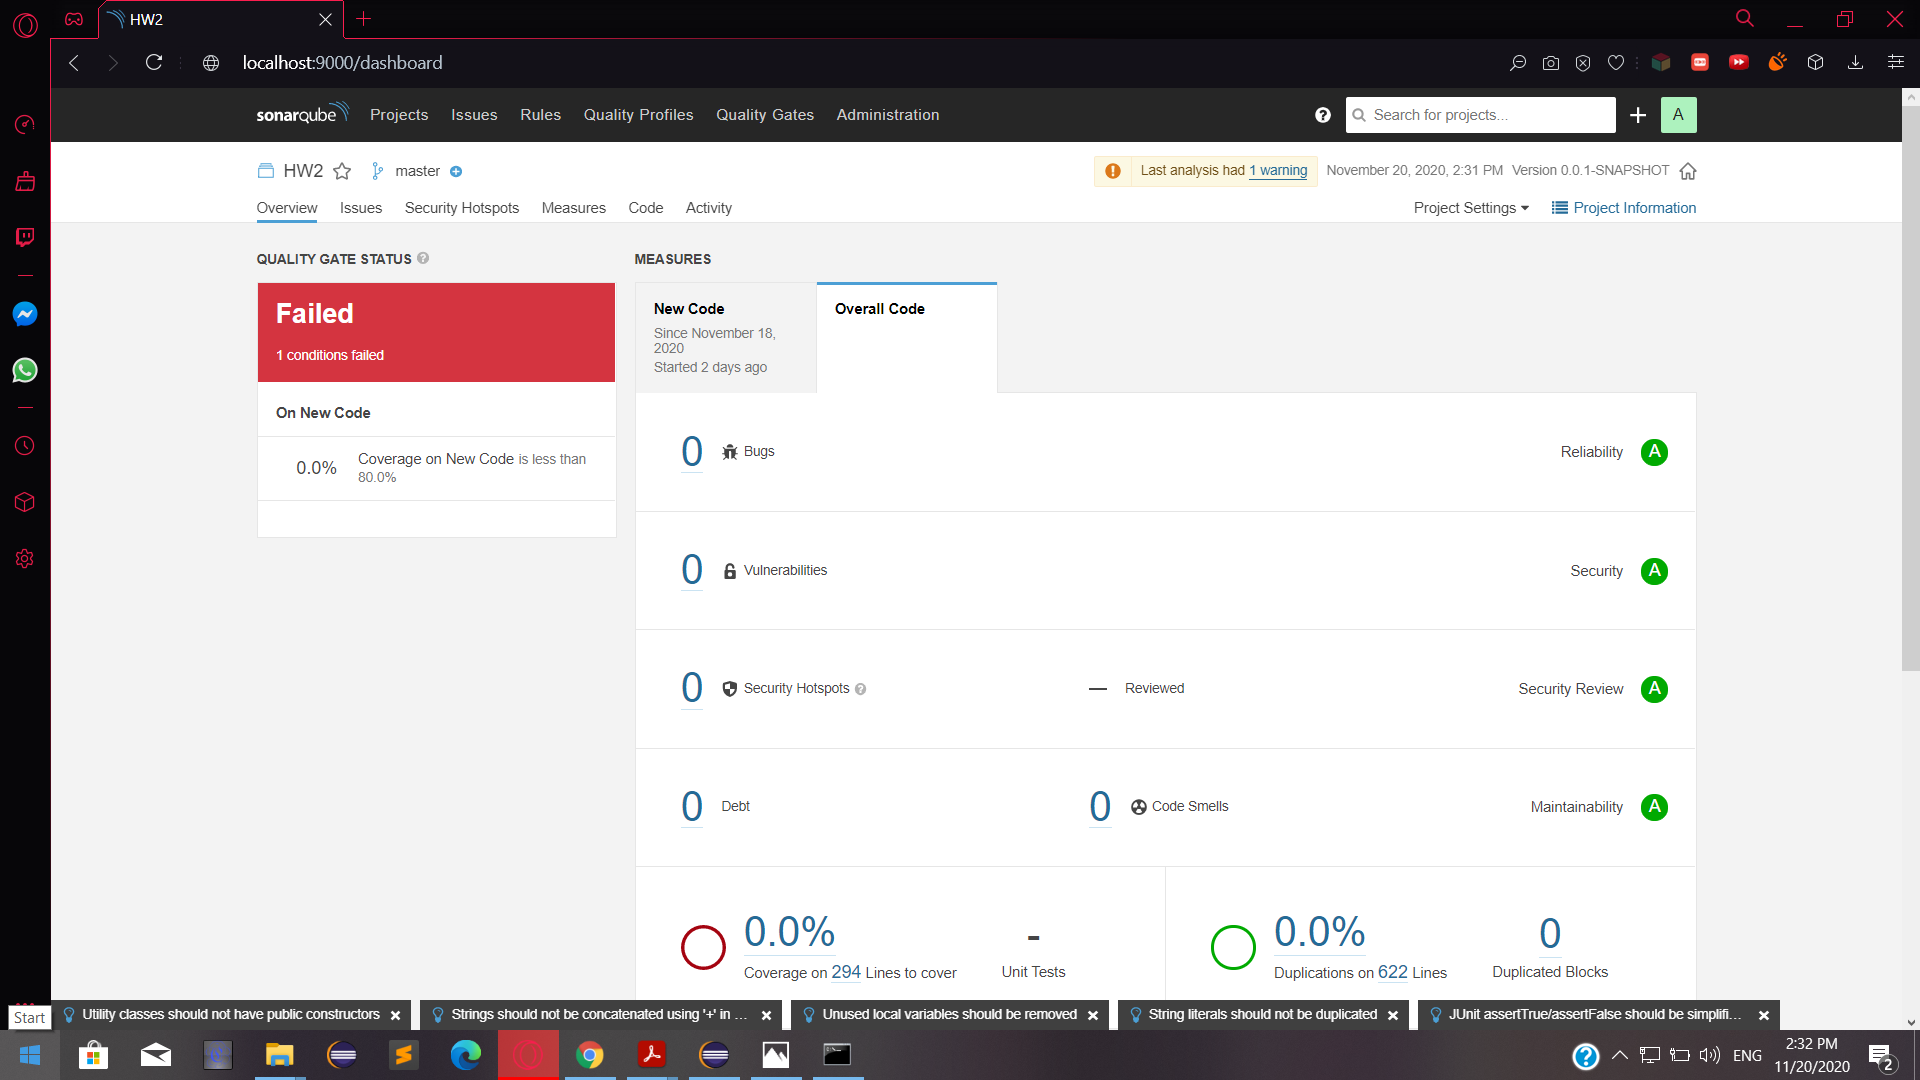 HW2
localhost:9000/dashboard
sonarqube Projects Issues Rules Quality Profiles Quality Gates Administration
Search for projects...
A
HW2 master
Last analysis had 1 warning November 20, 2020, 2:31 PM Version 0.0.1-SNAPSHOT
Overview Issues Security Hotspots Measures Code Activity
Project Settings Project Information
QUALITY GATE STATUS
MEASURES
Failed
1 conditions failed
On New Code
0.0%
Coverage on New Code is less than
80.0%
New Code
Since November 18,
2020
Started 2 days ago
Overall Code
0 Bugs Reliability A
0 Vulnerabilities Security A
0 Security Hotspots — Reviewed Security Review A
0 Debt 0 Code Smells Maintainability A
0.0% - 0.0% 0
Coverage on 294 Lines to cover Unit Tests Duplications on 622 Lines Duplicated Blocks
Start
Utility classes should not have public constructors
Strings should not be concatenated using '+' in ...
Unused local variables should be removed
String literals should not be duplicated
JUnit assertTrue/assertFalse should be simplifi...
ENG
2:32 PM
11/20/2020
2